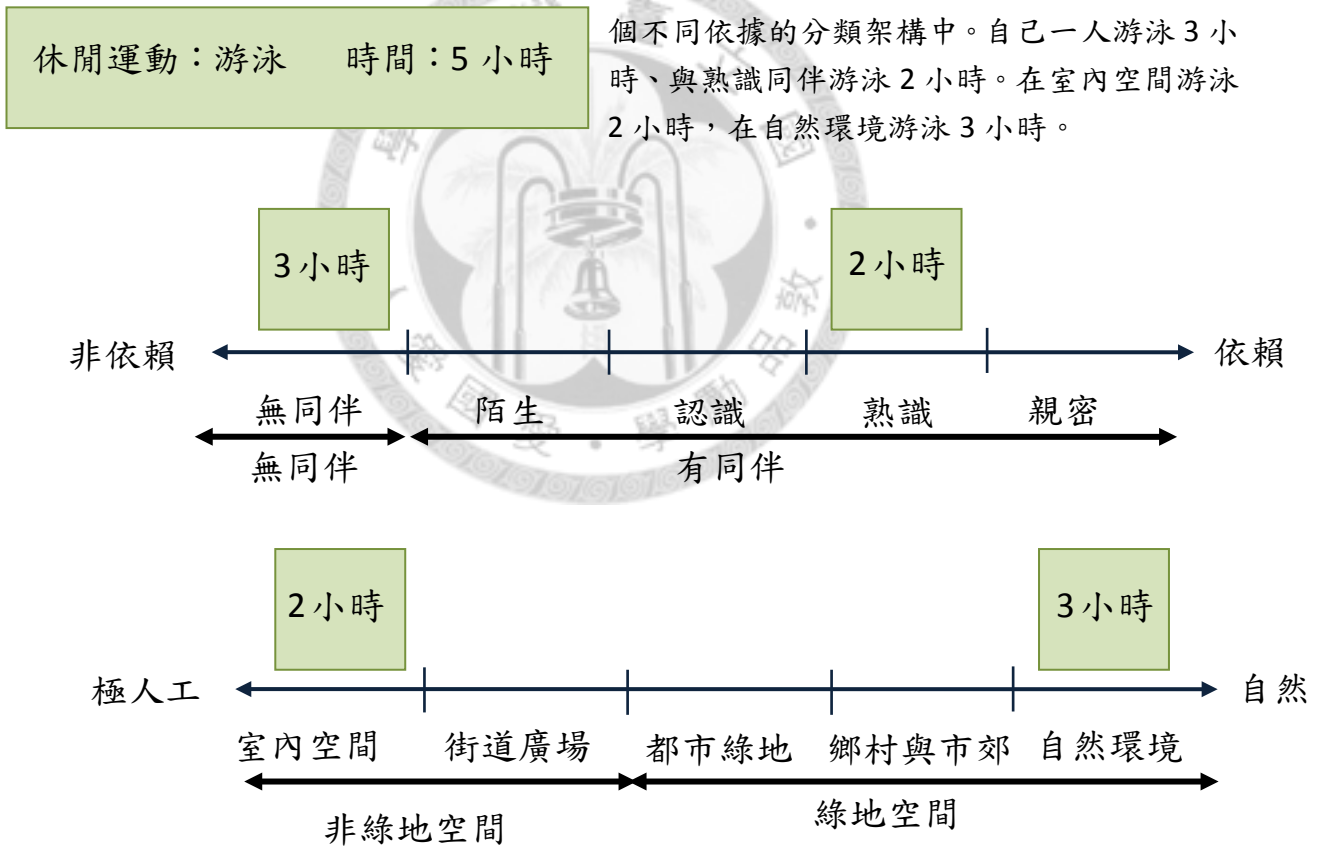 休閒運動：游泳 時間：5 小時
個不同依據的分類架構中。自己一人游泳 3 小
時、與熟識同伴游泳 2 小時。在室內空間游泳
2 小時，在自然環境游泳 3 小時。
3 小時 2 小時
非依賴 依賴
無同伴 陌生 認識 熟識 親密
無同伴 有同伴
2 小時 3 小時
極人工 自然
室內空間 街道廣場 都市綠地 鄉村與市郊 自然環境
非綠地空間 綠地空間